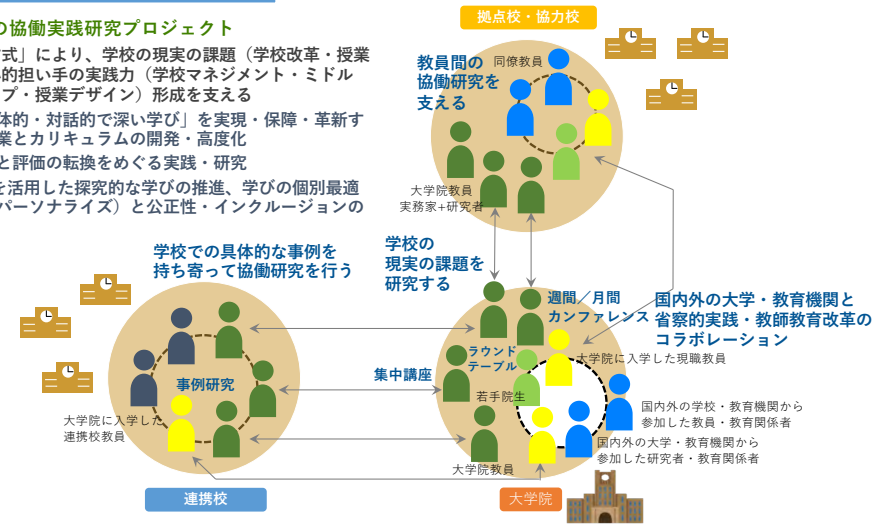 の協働実践研究プロジェクト
式」により、学校の現実の課題（学校改革・授業
的担い手の実践力（学校マネジメント・ミドル
プ・授業デザイン）形成を支える
体的・対話的で深い学び」を実現・保障・革新す
業とカリキュラムの開発・高度化
と評価の転換をめぐる実践・研究
を活用した探究的な学びの推進、学びの個別最適
パーソナライズ）と公正性・インクルージョンの
拠点校・協力校
教員間の
協働研究を
支える
同僚教員
大学院教員
実務家+研究者
学校での具体的な事例を
持ち寄って協働研究を行う
学校の
現実の課題を
研究する
週間／月間
カンファレンス
国内外の大学・教育機関と
省察的実践・教師教育改革の
コラボレーション
ラウンド
テーブル
大学院に入学した現職教員
事例研究
集中講座
若手院生
大学院に入学した
連携校教員
国内外の学校・教育機関から
参加した教員・教育関係者
国内外の大学・教育機関から
参加した研究者・教育関係者
大学院教員
連携校
大学院